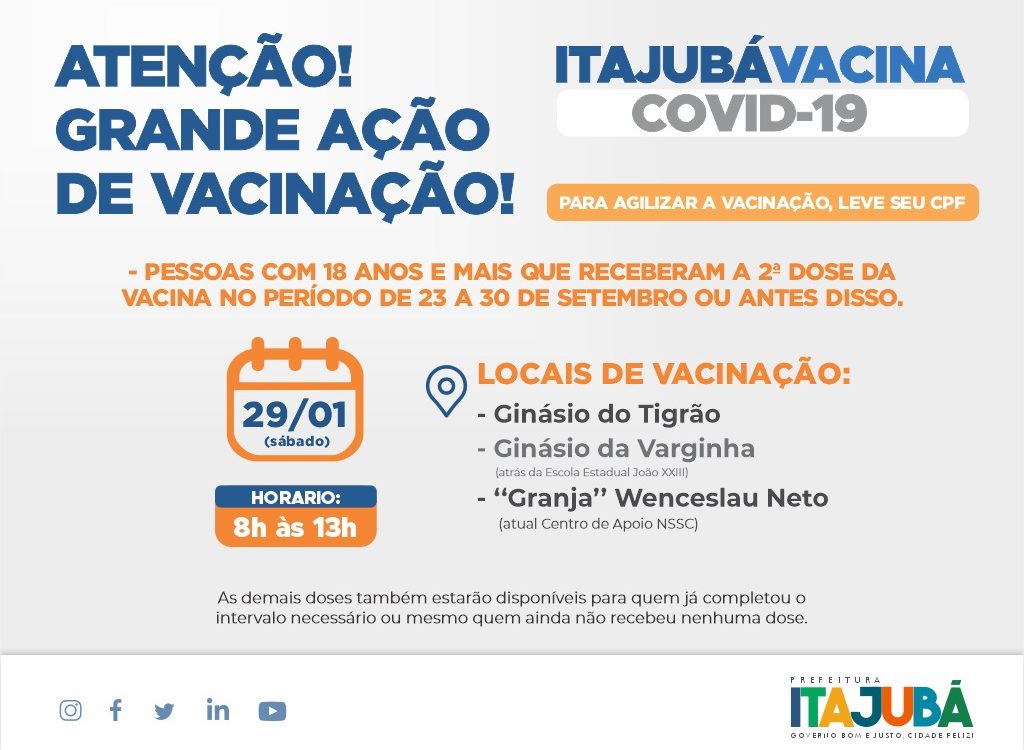 ATENÇÃO!
GRANDE AÇÃO
DE VACINAÇÃO!
ITAJUBÁVACINA
COVID-19
PARA AGILIZAR A VACINAÇÃO, LEVE SEU CPF
- PESSOAS COM 18 ANOS E MAIS QUE RECEBERAM A 2ª DOSE DA
VACINA NO PERÍODO DE 23 A 30 DE SETEMBRO OU ANTES DISSO.
29/01
(sábado)
HORARIO:
8h às 13h
LOCAIS DE VACINAÇÃO:
- Ginásio do Tigrão
- Ginásio da Varginha
(atrás da Escola Estadual João XXIII)
- “Granja” Wenceslau Neto
(atual Centro de Apoio NSSC)
As demais doses também estarão disponíveis para quem já completou o
intervalo necessário ou mesmo quem ainda não recebeu nenhuma dose.
PREFEITURA
ITAJUBÁ
GOVERNO BOM E JUSTO, CIDADE FELIZ!